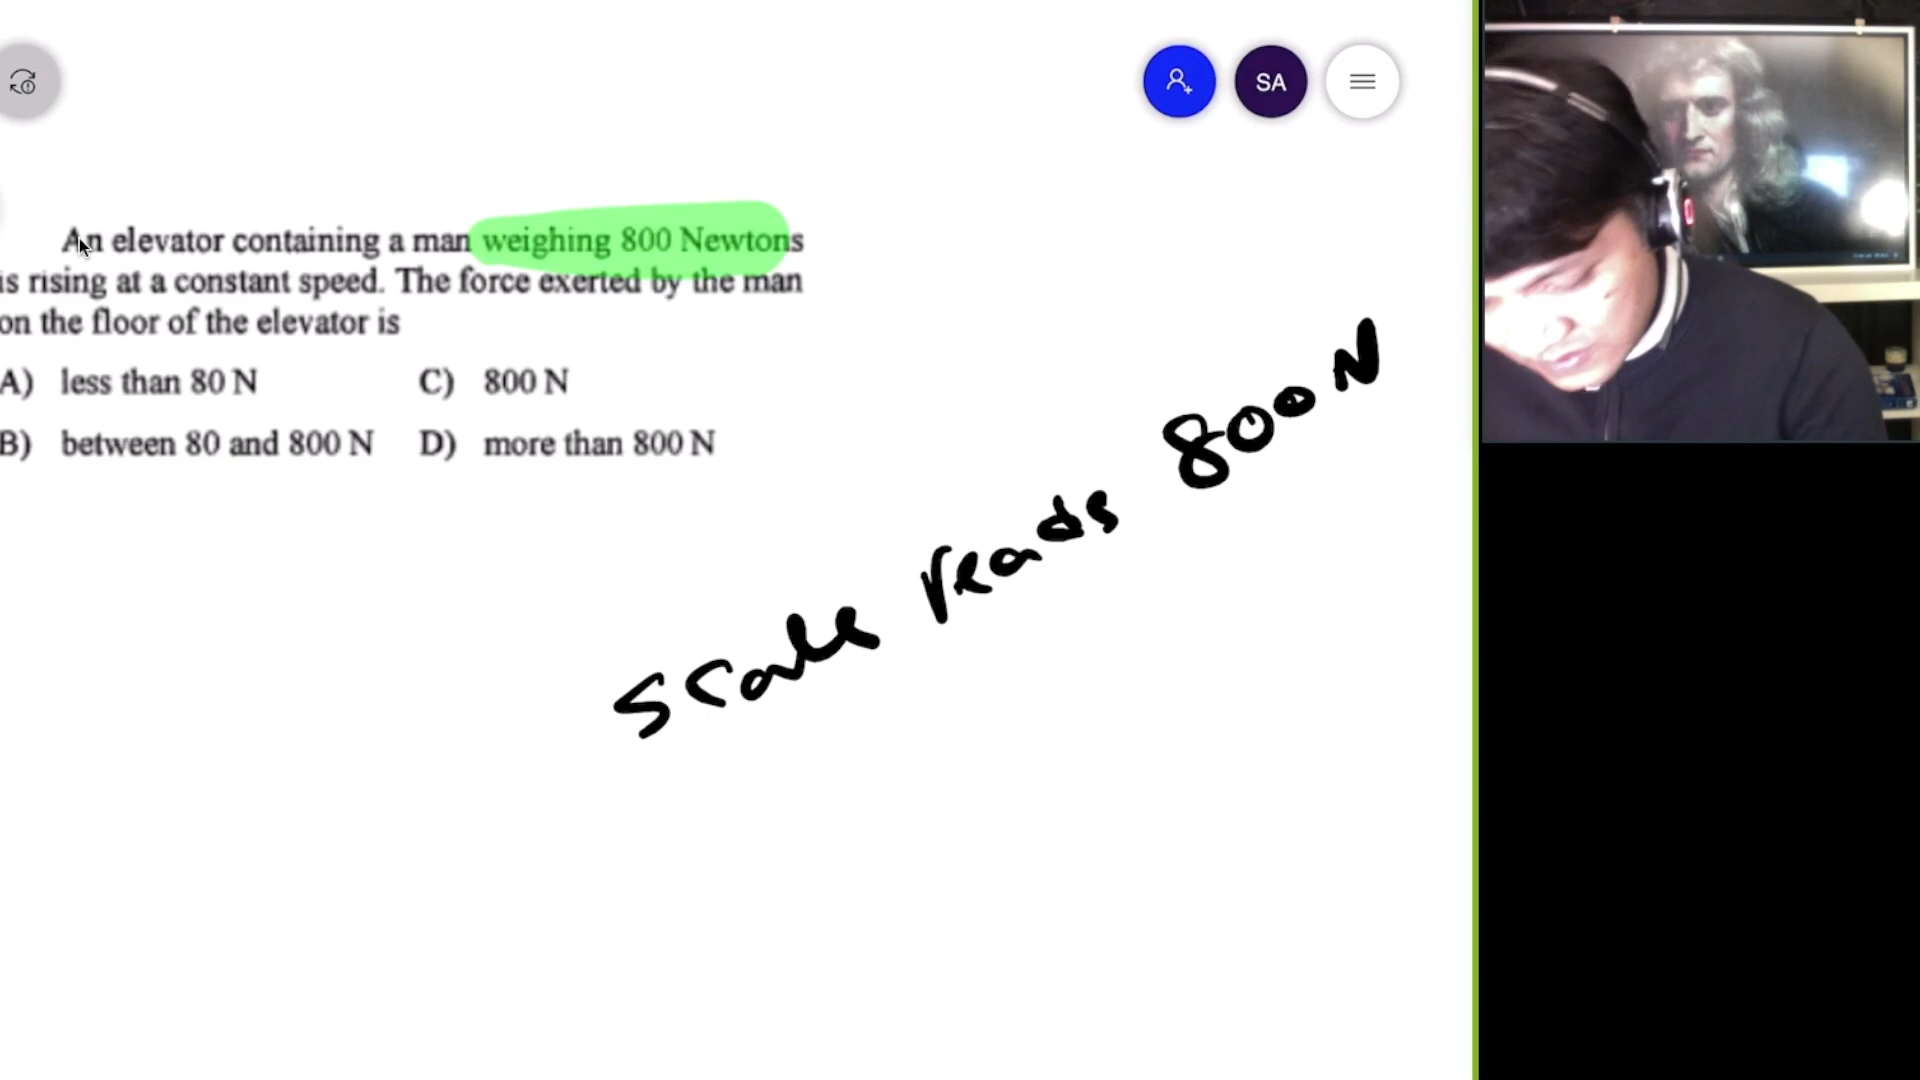 SA
An elevator containing a man weighing 800 Newtons
is rising at a constant speed. The force exerted by the man
on the floor of the elevator is
A) less than 80 N C) 800 N
B) between 80 and 800 N D) more than 800 N
scale reads 800 N